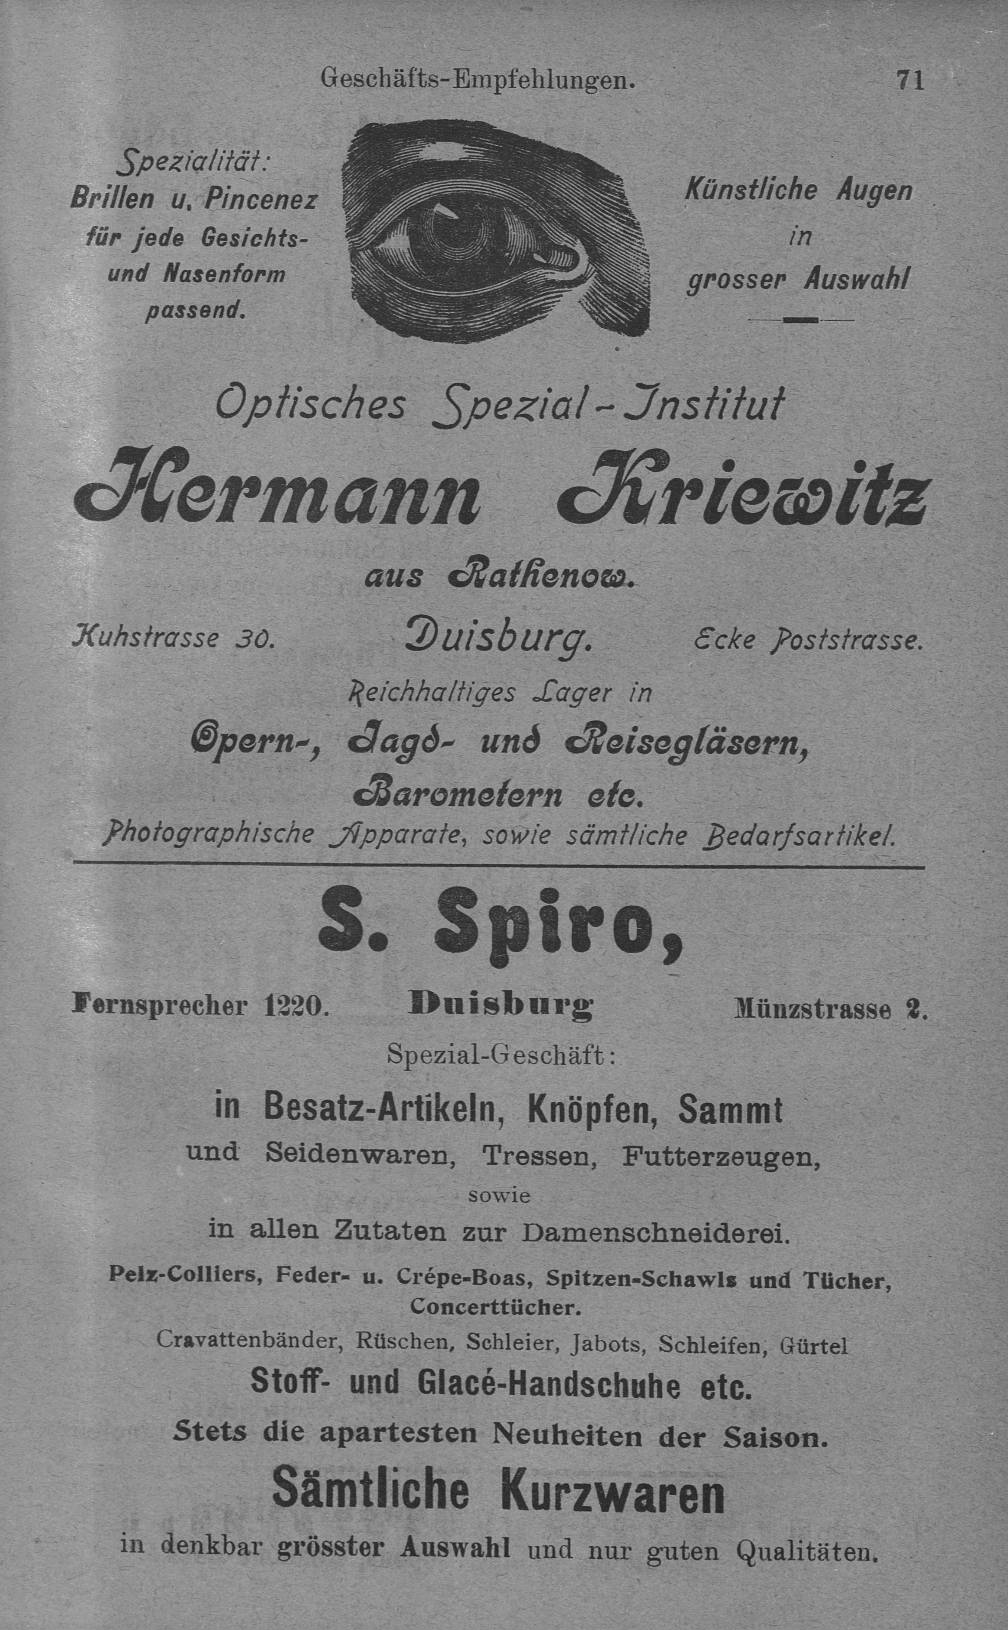 Geschäfts-Empfehlungen. 71
Spezialität:
Brillen u. Pincenez
für jede Gesichts-
und Nasenform
passend.
Künstliche Augen
in
grosser Auswahl
Optisches Spezial-Institut
Hermann Kriewitz
aus Rathenow.
Kuhstrasse 30. Duisburg. Ecke Poststrasse.
Reichhaltiges Lager in
Opern-, Jagd- und Reisegläsern,
Barometern etc.
Photographische Apparate, sowie sämtliche Bedarfsartikel.
S. Spiro,
Fernsprecher 1220. Duisburg Münzstrasse 2.
Spezial-Geschäft:
in Besatz-Artikeln, Knöpfen, Sammt
und Seidenwaren, Tressen, Futterzeugen,
sowie
in allen Zutaten zur Damenschneiderei.
Pelz-Colliers, Feder- u. Crépe-Boas, Spitzen-Schawls und Tücher,
Concerttücher.
Cravattenbänder, Rüschen, Schleier, Jabots, Schleifen, Gürtel
Stoff- und Glacé-Handschuhe etc.
Stets die apartesten Neuheiten der Saison.
Sämtliche Kurzwaren
in denkbar grösster Auswahl und nur guten Qualitäten.